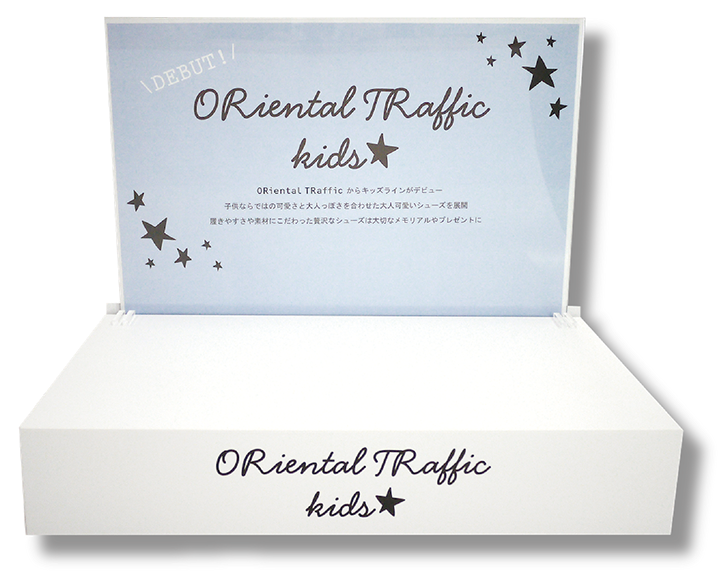 \DEBUT!/
ORiental TRaffic
kids★
ORiental TRaffic からキッズラインがデビュー
子供ならではの可愛さと大人っぽさを合わせた大人可愛いシューズを展開
履きやすさや素材にこだわった贅沢なシューズは大切なメモリアルやプレゼントに
ORiental TRaffic
kids★